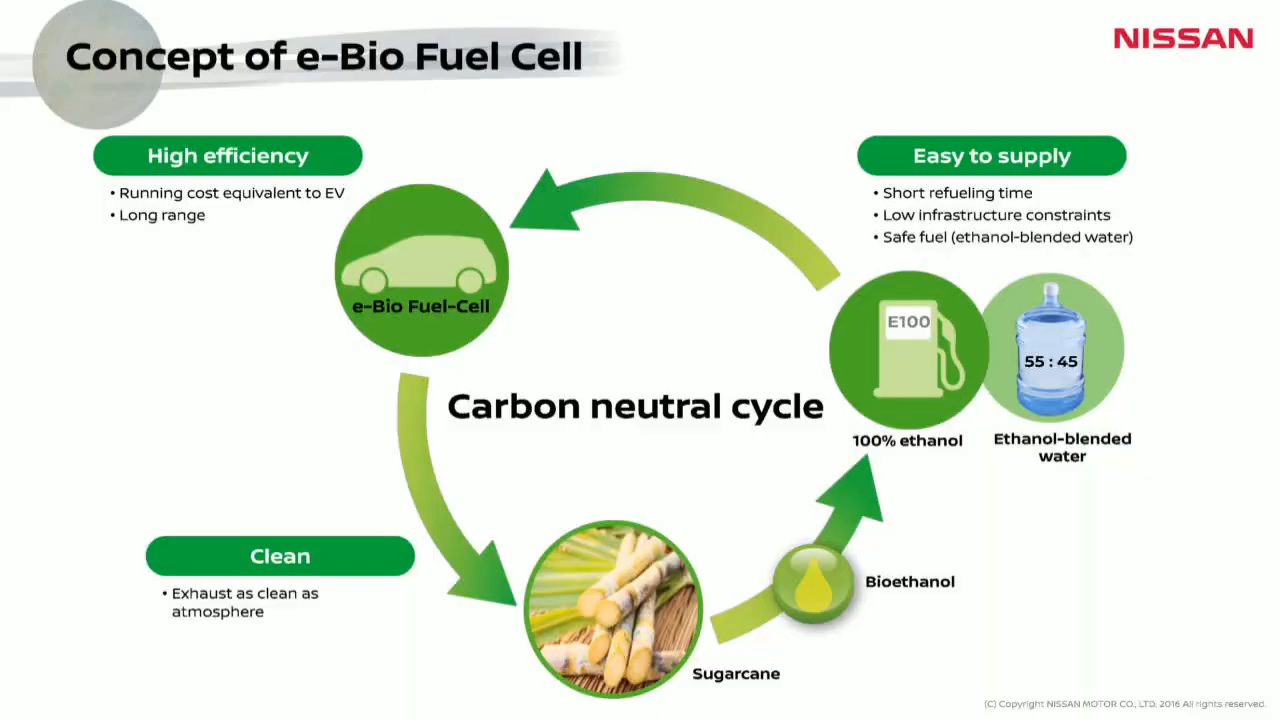 Concept of e-Bio Fuel Cell
NISSAN
High efficiency
• Running cost equivalent to EV
• Long range
Easy to supply
• Short refueling time
• Low infrastructure constraints
• Safe fuel (ethanol-blended water)
e-Bio Fuel-Cell
E100
55 : 45
Carbon neutral cycle
100% ethanol
Ethanol-blended
water
Clean
• Exhaust as clean as
atmosphere
Bioethanol
Sugarcane
(C) Copyright NISSAN MOTOR CO., LTD. 2016 All rights reserved.